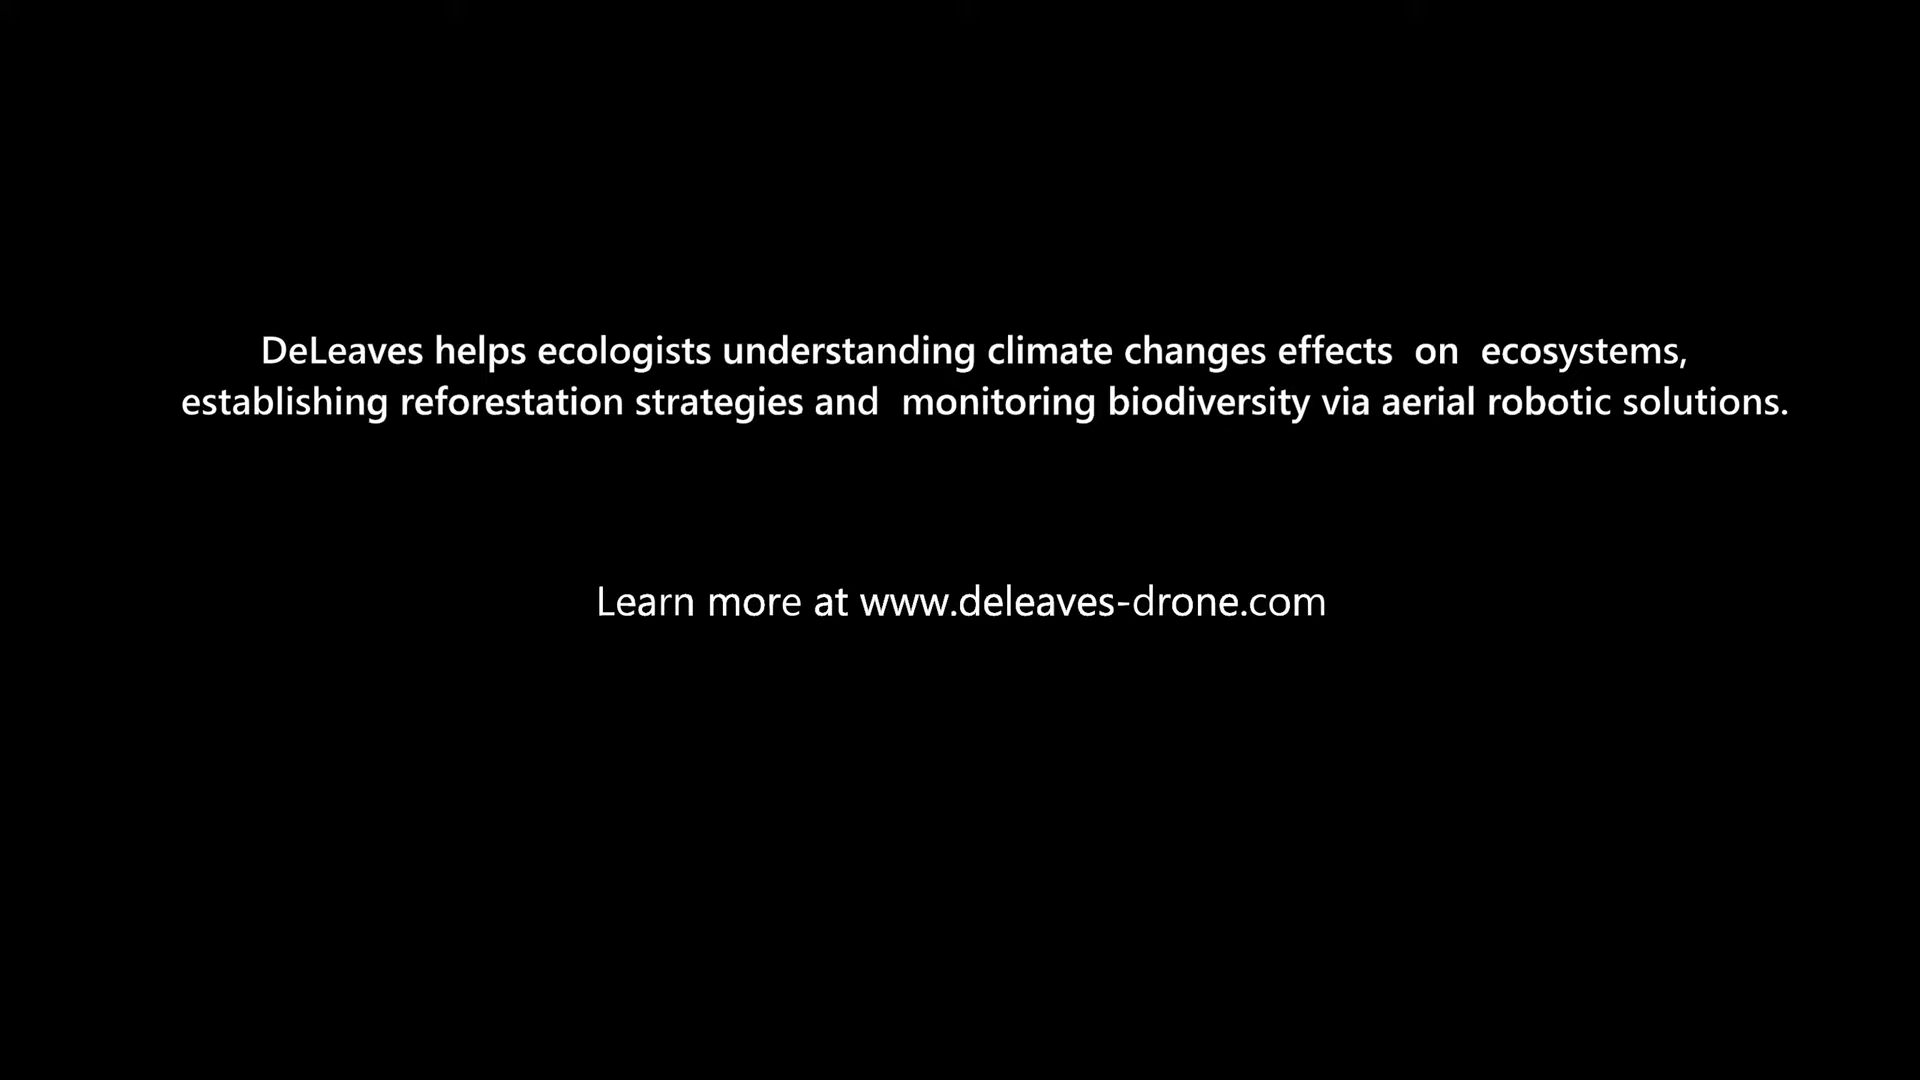 DeLeaves helps ecologists understanding climate changes effects  on  ecosystems,
establishing reforestation strategies and  monitoring biodiversity via aerial robotic solutions.
Learn more at www.deleaves-drone.com